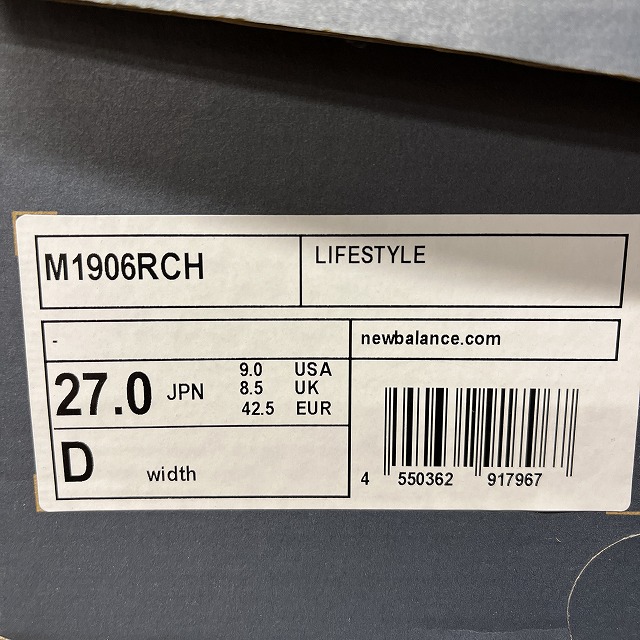 M1906RCH
LIFESTYLE
-
newbalance.com
27.0 JPN
9.0 USA
8.5 UK
42.5 EUR
D width
4 550362 917967